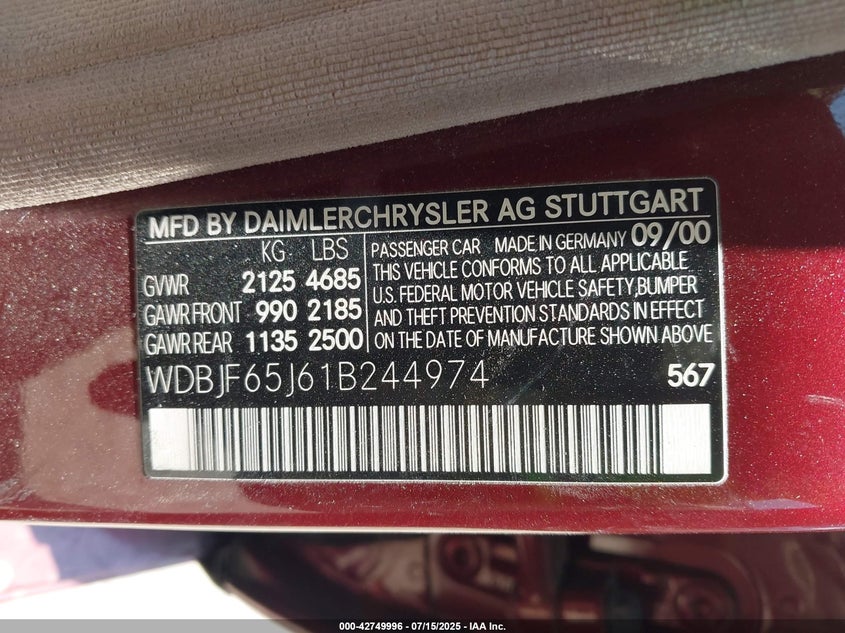 MFD BY DAIMLERCHRYSLER AG STUTTGART
KG LBS
GVWR 2125 4685
GAWR FRONT 990 2185
GAWR REAR 1135 2500
PASSENGER CAR MADE IN GERMANY 09/00
THIS VEHICLE CONFORMS TO ALL APPLICABLE
U.S. FEDERAL MOTOR VEHICLE SAFETY,BUMPER
AND THEFT PREVENTION STANDARDS IN EFFECT
ON THE DATE OF MANUFACTURE SHOWN ABOVE
WDBJF65J61B244974 567
000-42749996 - 07/15/2025 - IAA Inc.